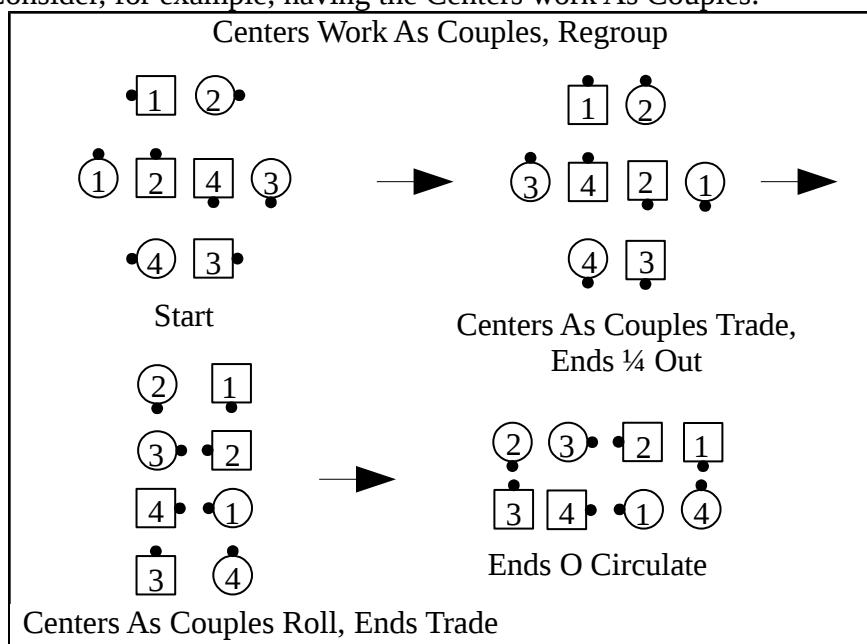 Consider, for example, having the Centers work As Couples:
Centers Work As Couples, Regroup
1 2
1 2
1 2 4 3
3 4 2 1
4 3
4 3
Start
Centers As Couples Trade,
Ends ¼ Out
2 1
3 2
2 3 2 1
4 1
3 4 1 4
3 4
Ends O Circulate
Centers As Couples Roll, Ends Trade